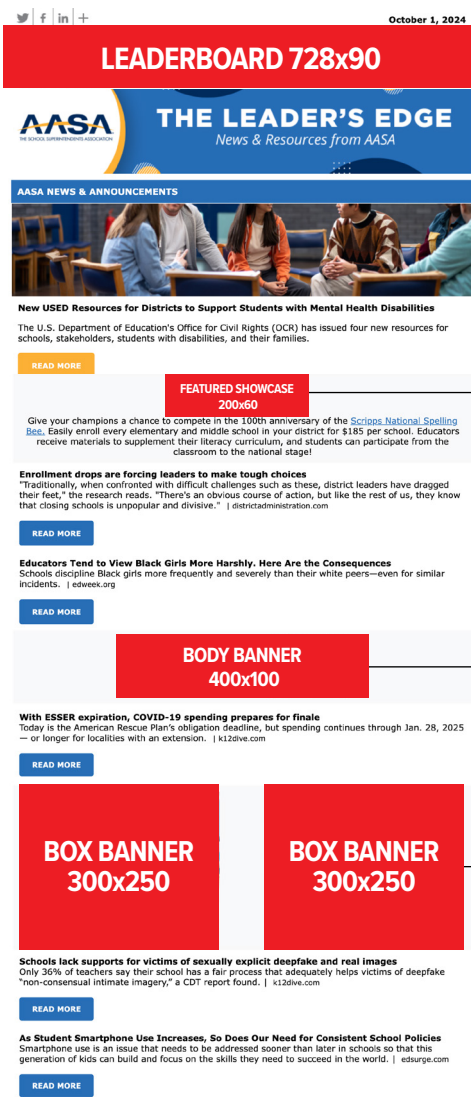 October 1, 2024
LEADERBOARD 728x90
AASA
THE SCHOOL SUPERINTENDENTS ASSOCIATION
THE LEADER'S EDGE
News & Resources from AASA
AASA NEWS & ANNOUNCEMENTS
New USED Resources for Districts to Support Students with Mental Health Disabilities
The U.S. Department of Education's Office for Civil Rights (OCR) has issued four new resources for
schools, stakeholders, students with disabilities, and their families.
READ MORE
FEATURED SHOWCASE
200x60
Give your champions a chance to compete in the 100th anniversary of the Scripps National Spelling
Bee. Easily enroll every elementary and middle school in your district for $185 per school. Educators
receive materials to supplement their literacy curriculum, and students can participate from the
classroom to the national stage!
Enrollment drops are forcing leaders to make tough choices
"Traditionally, when confronted with difficult challenges such as these, district leaders have dragged
their feet," the research reads. "There's an obvious course of action, but like the rest of us, they know
that closing schools is unpopular and divisive." | districtadministration.com
READ MORE
Educators Tend to View Black Girls More Harshly. Here Are the Consequences
Schools discipline Black girls more frequently and severely than their white peers—even for similar
incidents. | edweek.org
READ MORE
BODY BANNER
400x100
With ESSER expiration, COVID-19 spending prepares for finale
Today is the American Rescue Plan's obligation deadline, but spending continues through Jan. 28, 2025
— or longer for localities with an extension. | k12dive.com
READ MORE
BOX BANNER
300x250
BOX BANNER
300x250
Schools lack supports for victims of sexually explicit deepfake and real images
Only 36% of teachers say their school has a fair process that adequately helps victims of deepfake
"non-consensual intimate imagery," a CDT report found. | k12dive.com
READ MORE
As Student Smartphone Use Increases, So Does Our Need for Consistent School Policies
Smartphone use is an issue that needs to be addressed sooner than later in schools so that this
generation of kids can build and focus on the skills they need to succeed in the world. | edsurge.com
READ MORE